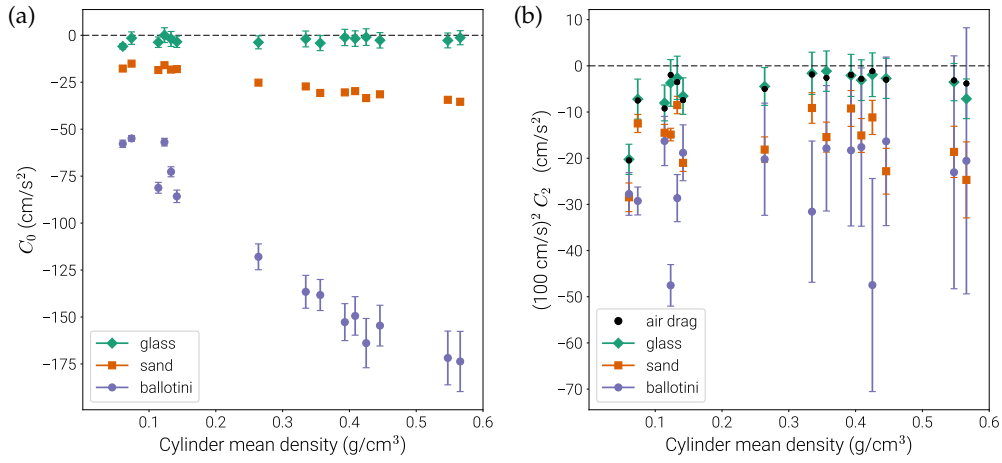 (a)
0
−25
−50
−75
−100
−125
−150
−175
C₀ (cm/s²)
glass
sand
ballotini
0.1 0.2 0.3 0.4 0.5 0.6
Cylinder mean density (g/cm³)
(b)
0
−10
−20
−30
−40
−50
−60
−70
(100 cm/s)² C₂ (cm/s²)
air drag
glass
sand
ballotini
0.1 0.2 0.3 0.4 0.5 0.6
Cylinder mean density (g/cm³)